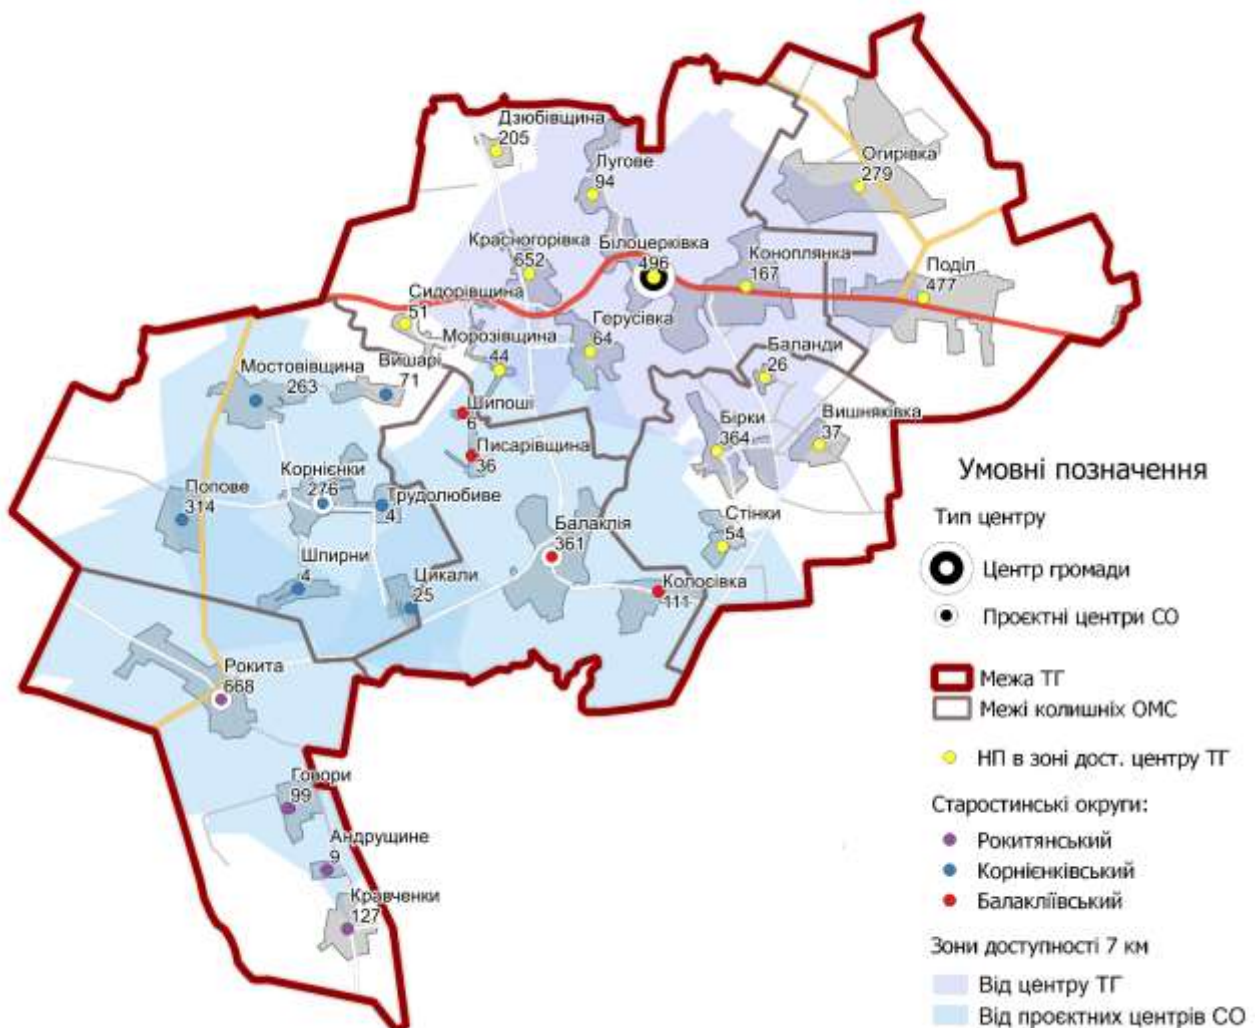 Дзюбівщина
205
Лугове
94
Огирівка
279
Красногорівка
652
Білоцерківка
496
Коноплянка
167
Поділ
477
Сидорівщина
51
Морозівщина
44
Герусівка
64
Баланди
26
Мостовівщина
263
Вишарі
71
Шипоші
6
Бірки
364
Вишняківка
37
Писарівщина
36
Корнієнки
276
Попове
314
Трудолюбиве
4
Балаклія
361
Стінки
54
Шпирни
4
Цикали
25
Колосівка
111
Рокита
668
Говори
99
Андрущине
9
Кравченки
127
Умовні позначення
Тип центру
Центр громади
Проєктні центри СО
Межа ТГ
Межі колишніх ОМС
НП в зоні дост. центру ТГ
Старостинські округи:
Рокитянський
Корнієнківський
Балакліївський
Зони доступності 7 км
Від центру ТГ
Від проєктних центрів СО